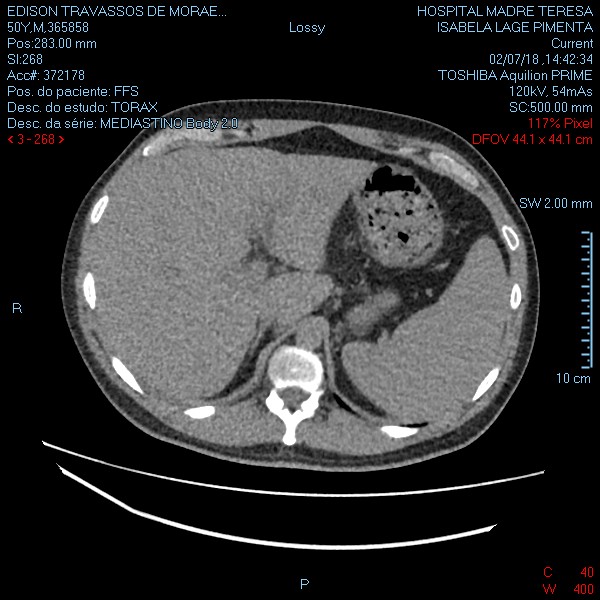 EDISON TRAVASSOS DE MORAE...
50Y,M,365858
Pos:283.00 mm
SI:268
Acc#: 372178
Pos. do paciente: FFS
Desc. do estudo: TORAX
Desc. da série: MEDIASTINO Body 2.0
< 3 - 268 >
Lossy
HOSPITAL MADRE TERESA
ISABELA LAGE PIMENTA
Current
02/07/18 ,14:42:34
TOSHIBA Aquilion PRIME
120kV, 54mAs
SC:500.00 mm
117% Pixel
DFOV 44.1 x 44.1 cm
SW 2.00 mm
R
10 cm
P
C 40
W 400